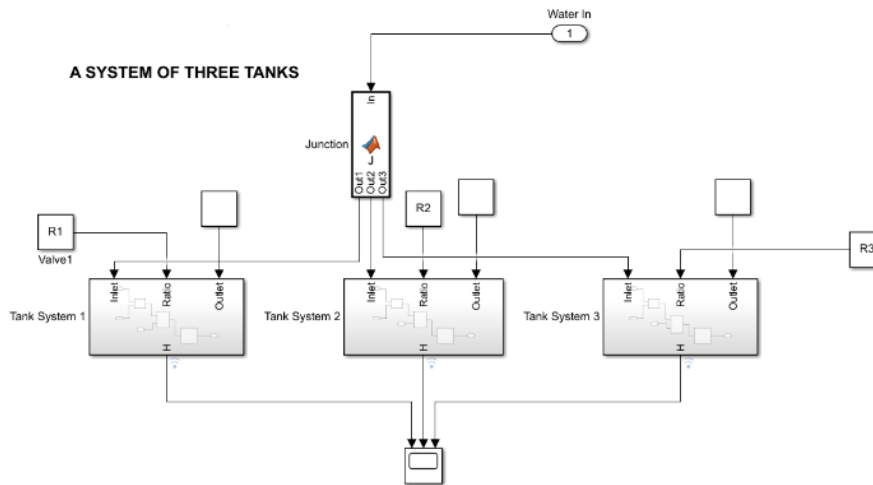 Water In
1
A SYSTEM OF THREE TANKS
In
Junction
J
Out1
Out2
Out3
R1
Valve1
R2
R3
Inlet
Ratio
Outlet
Tank System 1
H
Inlet
Ratio
Outlet
Tank System 2
H
Inlet
Ratio
Outlet
Tank System 3
H